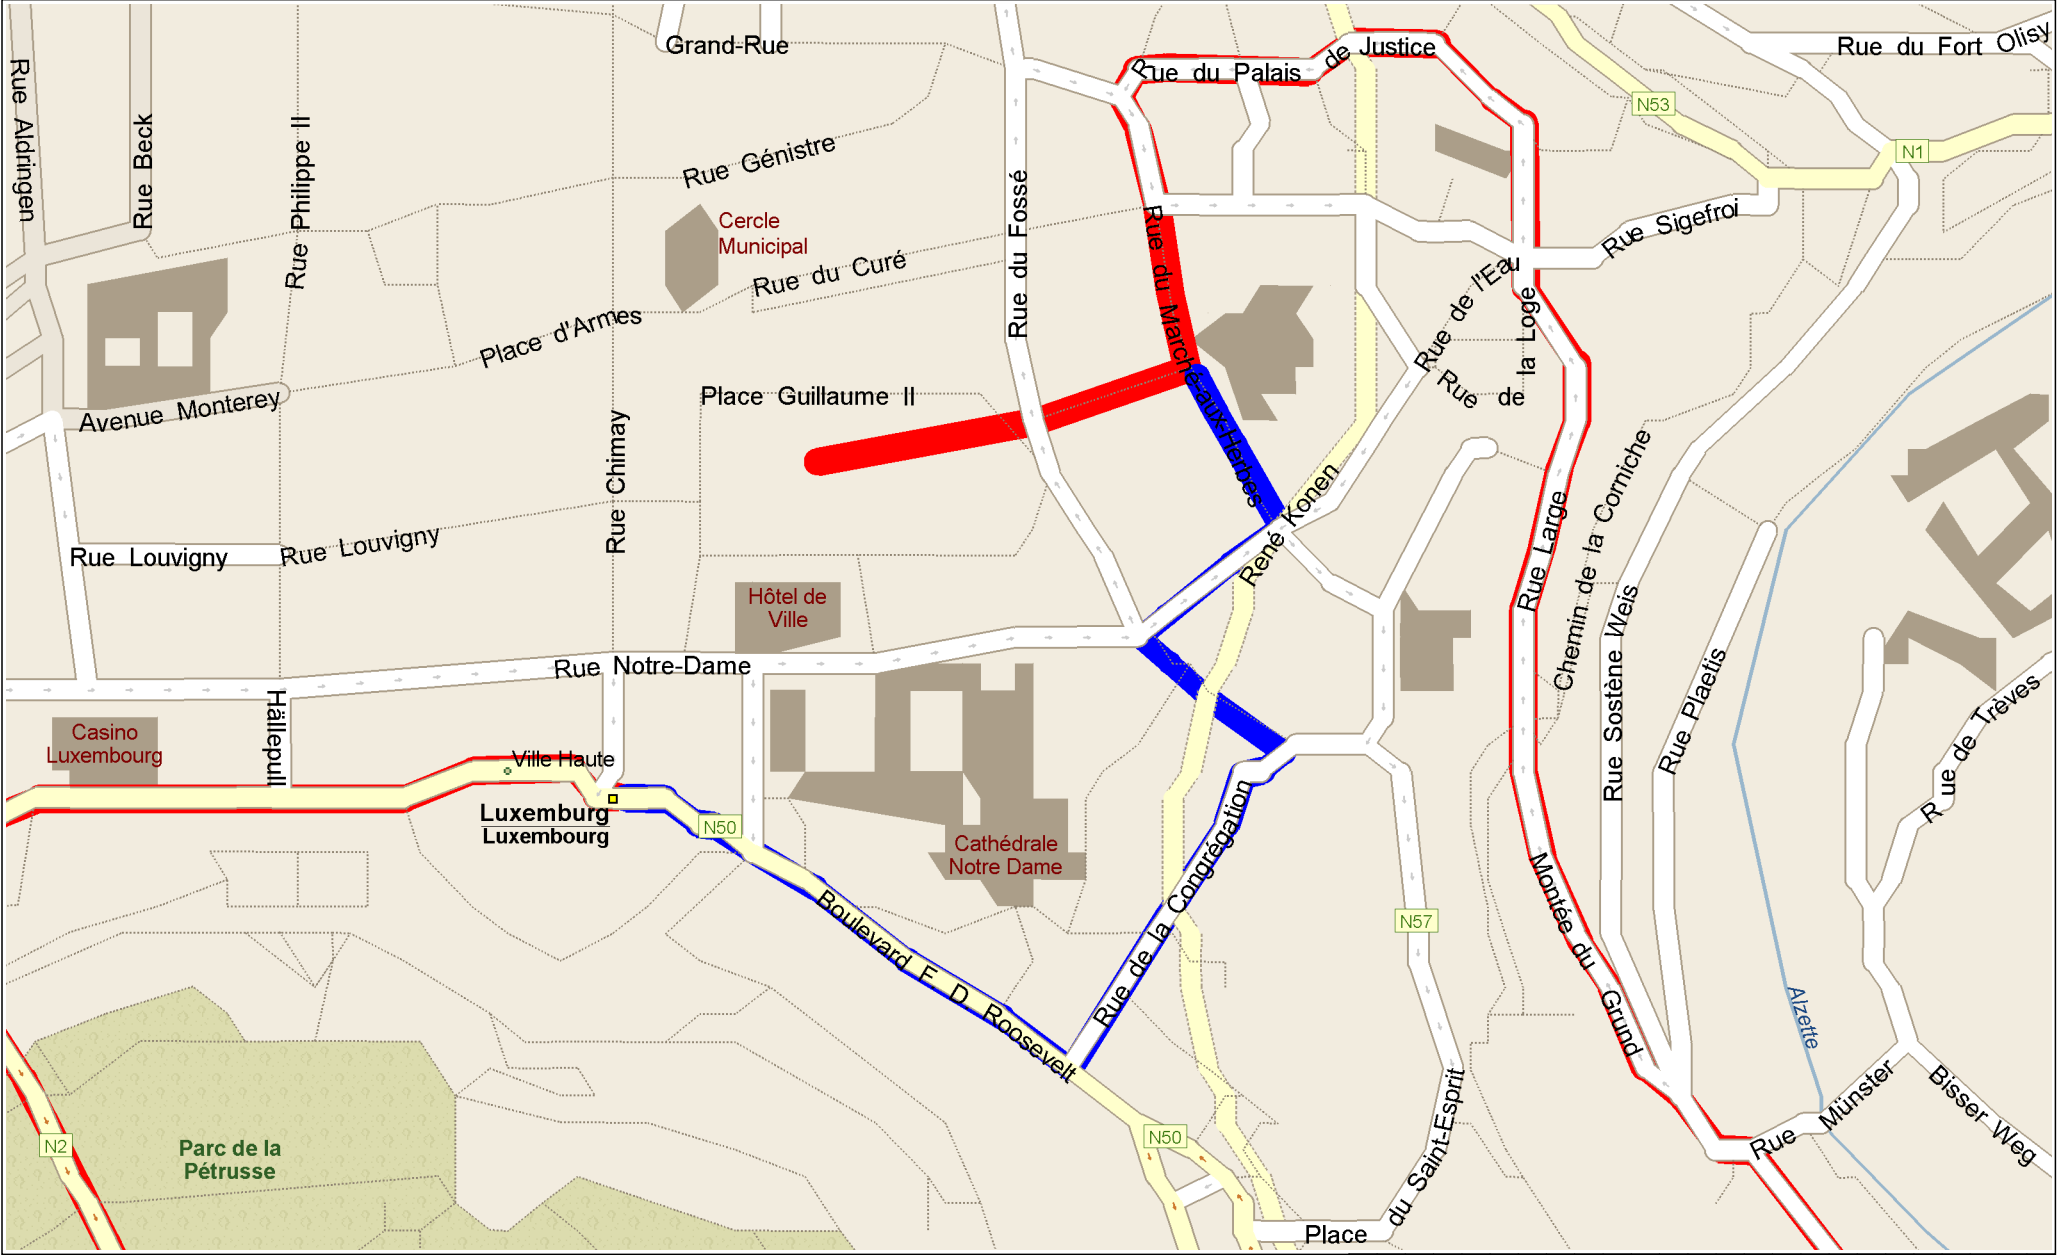 Grand-Rue
Rue du Palais de Justice
Rue du Fort Olisy
N53
N1
Rue Aldringen
Rue Beck
Rue Philippe II
Rue Génistre
Cercle
Municipal
Rue du Curé
Rue du Fossé
Rue du Marché-aux-Herbes
Rue Sigefroi
Rue de l'Eau
Rue de la Loge
Place d'Armes
Place Guillaume II
Avenue Monterey
Rue Chimay
Rue Louvigny
Rue Louvigny
René Konen
Rue Large
Chemin de la Corniche
Rue Sostène Weis
Rue Plaetis
Rue de Trèves
Hôtel de
Ville
Rue Notre-Dame
Hällepull
Casino
Luxembourg
Ville Haute
Luxemburg
Luxembourg
N50
Cathédrale
Notre Dame
Rue de la Congrégation
Boulevard F D Roosevelt
N57
Montée du Grund
Alzette
Rue Münster
Bisser Weg
N2
Parc de la
Pétrusse
N50
Place du Saint-Esprit